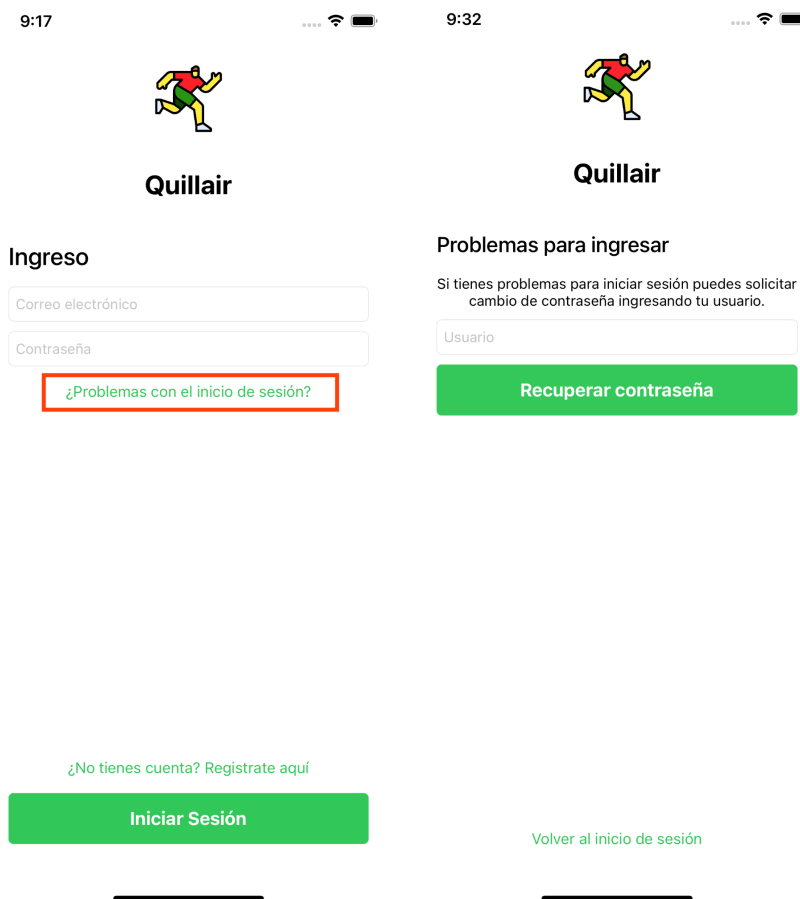 9:17
Quillair
Ingreso
Correo electrónico
Contraseña
¿Problemas con el inicio de sesión?
¿No tienes cuenta? Registrate aquí
Iniciar Sesión
9:32
Quillair
Problemas para ingresar
Si tienes problemas para iniciar sesión puedes solicitar
cambio de contraseña ingresando tu usuario.
Usuario
Recuperar contraseña
Volver al inicio de sesión